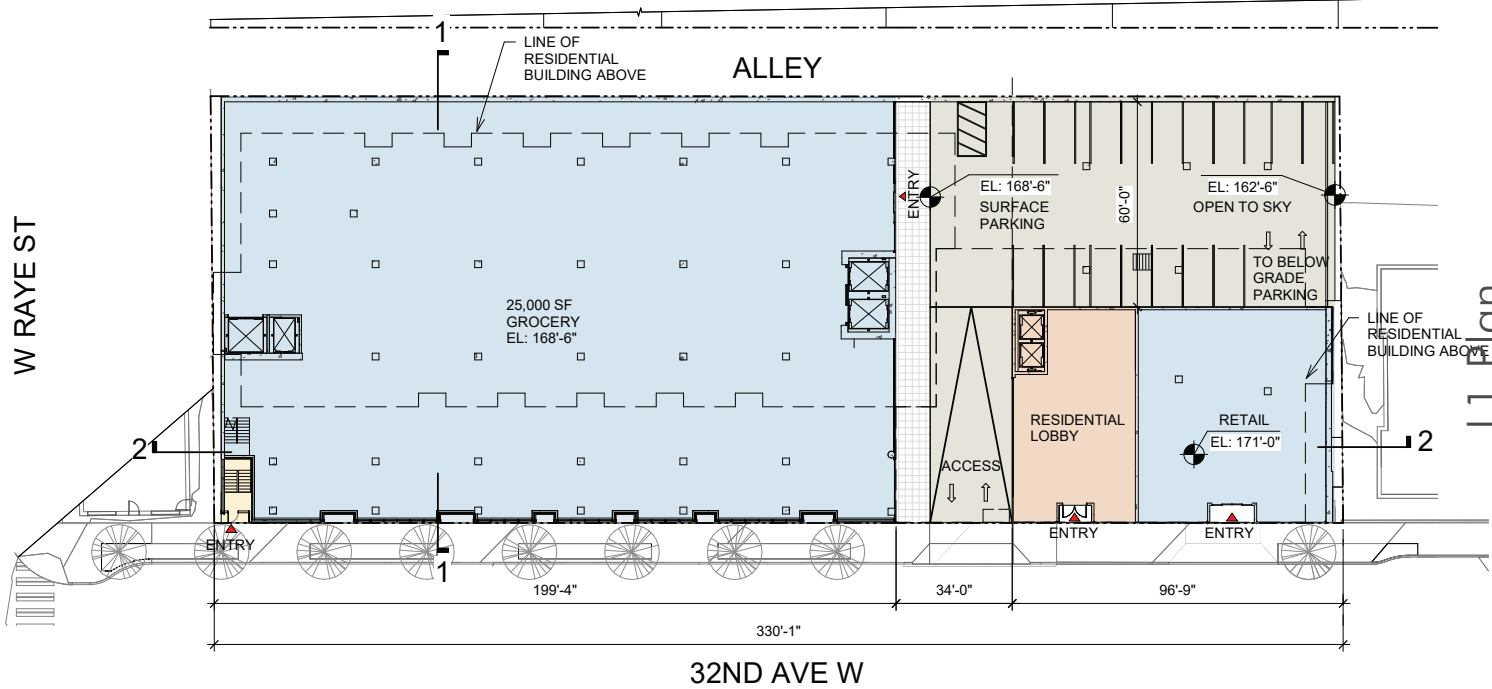 1
LINE OF
RESIDENTIAL
BUILDING ABOVE
ALLEY
W RAYE ST
ENTRY
EL: 168'-6"
SURFACE
PARKING
60'-0"
EL: 162'-6"
OPEN TO SKY
TO BELOW
GRADE
PARKING
25,000 SF
GROCERY
EL: 168'-6"
LINE OF
RESIDENTIAL
BUILDING ABOVE
L1 Plan
RESIDENTIAL
LOBBY
RETAIL
EL: 171'-0"
2
2
ACCESS
ENTRY
ENTRY
ENTRY
1
199'-4"
34'-0"
96'-9"
330'-1"
32ND AVE W